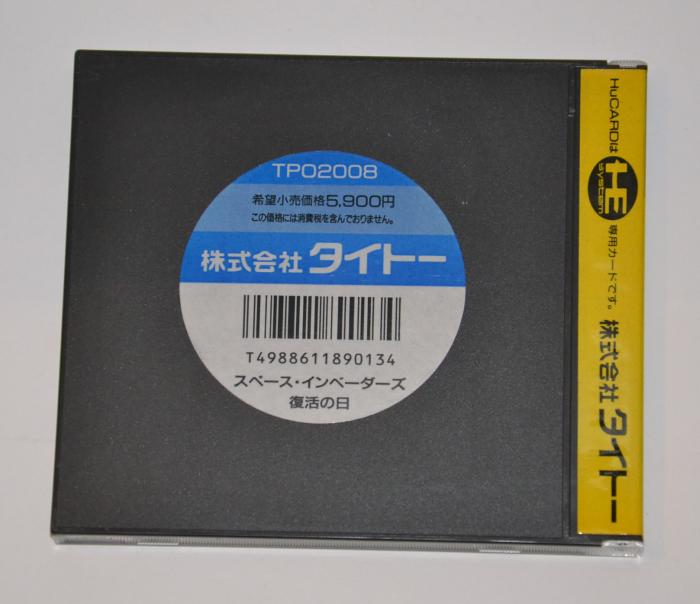 TP02008
希望小売価格5,900円
この価格には消費税を含んでおりません。
株式会社 タイトー
T4988611890134
スペース・インベーダーズ
復活の日
HuCARDは HE system 専用カードです。 株式会社 タイトー